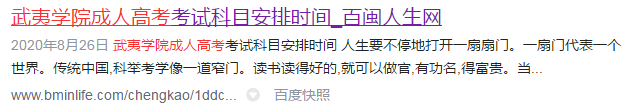 武夷学院成人高考考试科目安排时间_百闽人生网
2020年8月26日 武夷学院成人高考考试科目安排时间 人生要不停地打开一扇扇门。一扇门代表一个
世界。传统中国,科举考学像一道窄门。读书读得好的,就可以做官,有功名,得富贵。当...
www.bminlife.com/chengkao/1ddc... 百度快照